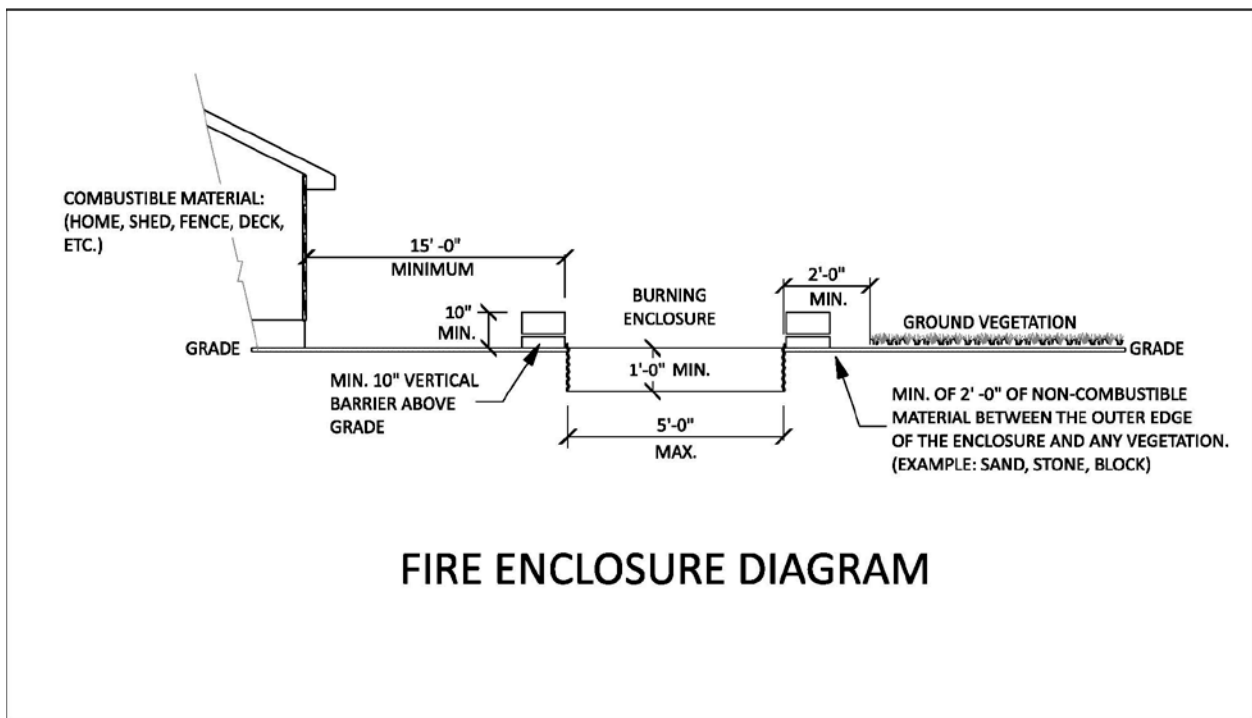 COMBUSTIBLE MATERIAL:
(HOME, SHED, FENCE, DECK,
ETC.)
15' -0"
MINIMUM
10"
MIN.
BURNING
ENCLOSURE
2'-0"
MIN.
GROUND VEGETATION
GRADE
GRADE
1'-0" MIN.
MIN. 10" VERTICAL
BARRIER ABOVE
GRADE
5'-0"
MAX.
MIN. OF 2' -0" OF NON-COMBUSTIBLE
MATERIAL BETWEEN THE OUTER EDGE
OF THE ENCLOSURE AND ANY VEGETATION.
(EXAMPLE: SAND, STONE, BLOCK)
FIRE ENCLOSURE DIAGRAM